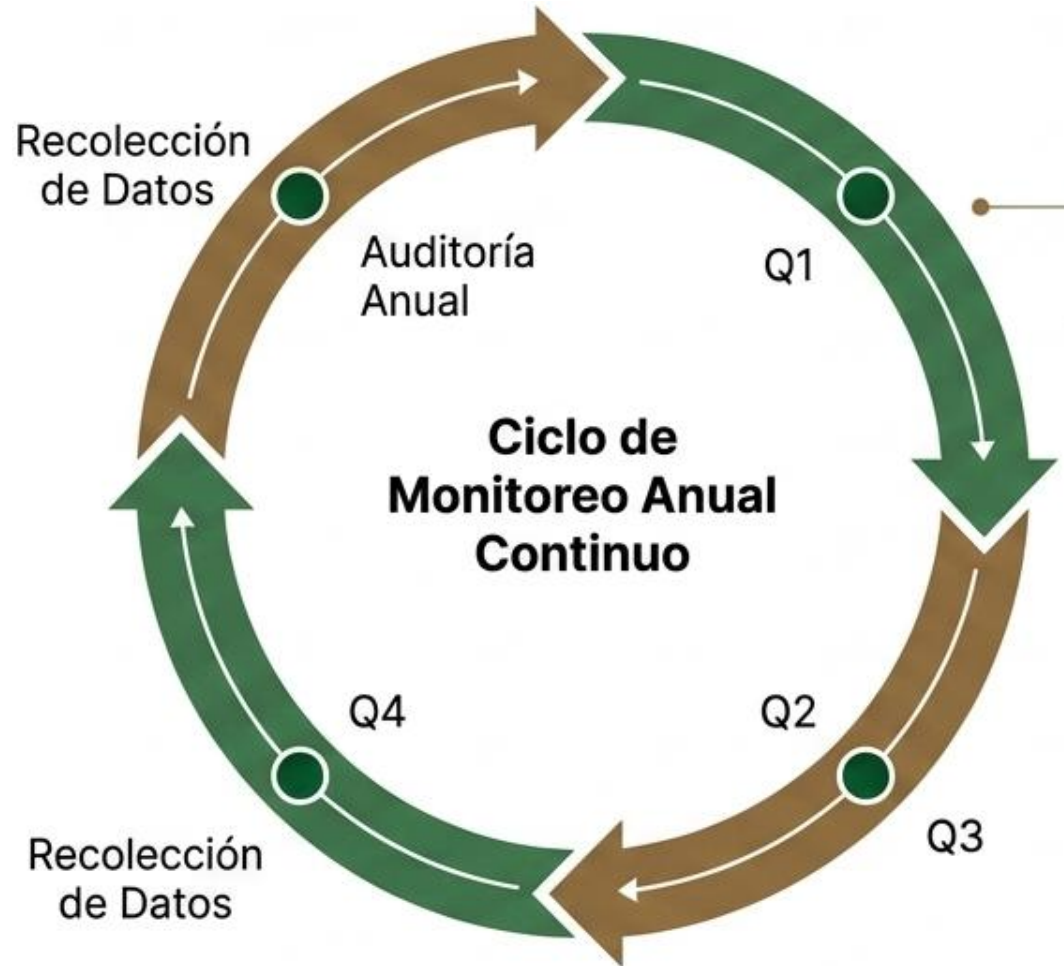 Recolección
de Datos
Auditoría
Anual
Q1
Ciclo de
Monitoreo Anual
Continuo
Q4
Q2
Q3
Recolección
de Datos